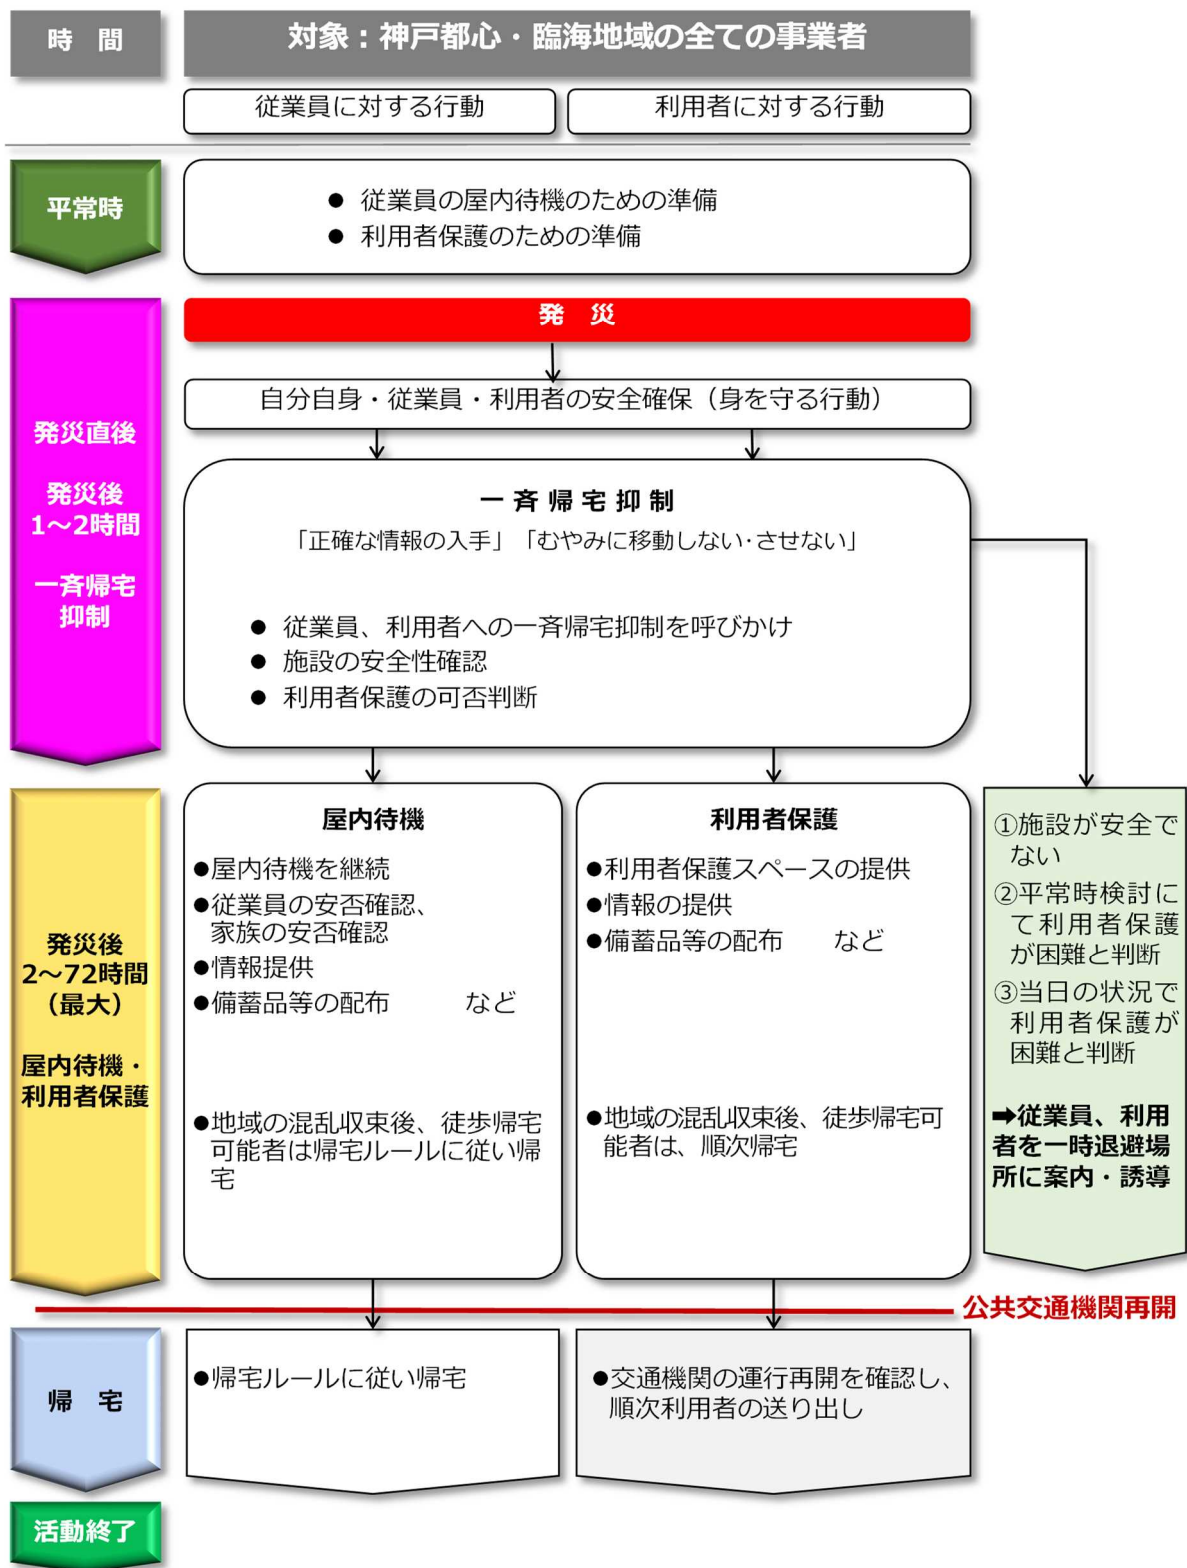 時　間
対象：神戸都心・臨海地域の全ての事業者
従業員に対する行動
利用者に対する行動
平常時
● 従業員の屋内待機のための準備
● 利用者保護のための準備
発災直後
発災後
1～2時間
一斉帰宅
抑制
発　災
自分自身・従業員・利用者の安全確保（身を守る行動）
一 斉 帰 宅 抑 制
「正確な情報の入手」「むやみに移動しない・させない」
● 従業員、利用者への一斉帰宅抑制を呼びかけ
● 施設の安全性確認
● 利用者保護の可否判断
発災後
2～72時間
（最大）
屋内待機・
利用者保護
屋内待機
●屋内待機を継続
●従業員の安否確認、
家族の安否確認
●情報提供
●備蓄品等の配布　　　など
●地域の混乱収束後、徒歩帰宅
可能者は帰宅ルールに従い帰
宅
利用者保護
●利用者保護スペースの提供
●情報の提供
●備蓄品等の配布　　など
●地域の混乱収束後、徒歩帰宅可
能者は、順次帰宅
①施設が安全で
ない
②平常時検討に
て利用者保護
が困難と判断
③当日の状況で
利用者保護が
困難と判断
➡従業員、利用
者を一時退避場
所に案内・誘導
公共交通機関再開
帰　宅
●帰宅ルールに従い帰宅
●交通機関の運行再開を確認し、
順次利用者の送り出し
活動終了